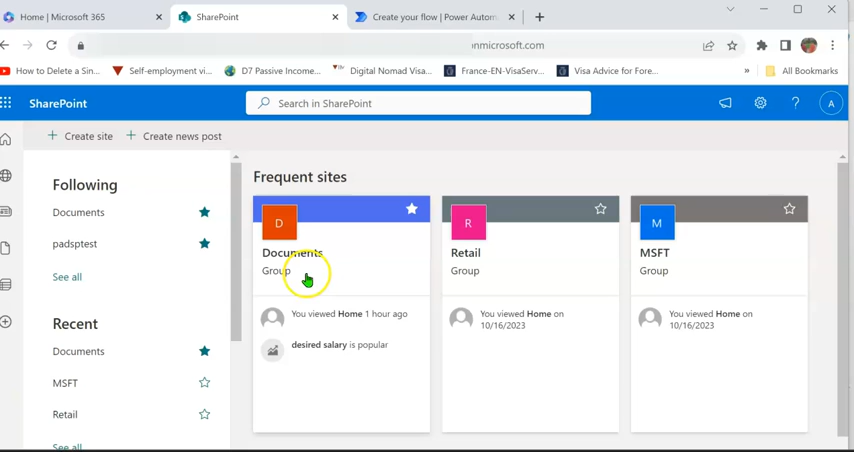 Home | Microsoft 365
SharePoint
Create your flow | Power Autom
onmicrosoft.com
How to Delete a Sin...
Self-employment vi...
D7 Passive Income...
Digital Nomad Visa...
France-EN-VisaServ...
Visa Advice for Fore...
»
All Bookmarks
SharePoint
Search in SharePoint
?
A
+ Create site
+ Create news post
Following
Documents
padsptest
See all
Recent
Documents
MSFT
Retail
See all
Frequent sites
D
Documents
Group
You viewed Home 1 hour ago
desired salary is popular
R
Retail
Group
You viewed Home on
10/16/2023
M
MSFT
Group
You viewed Home on
10/16/2023